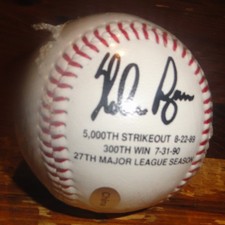 Nolan Ryan
5,000TH STRIKEOUT 8-22-89
300TH WIN 7-31-90
27TH MAJOR LEAGUE SEASON